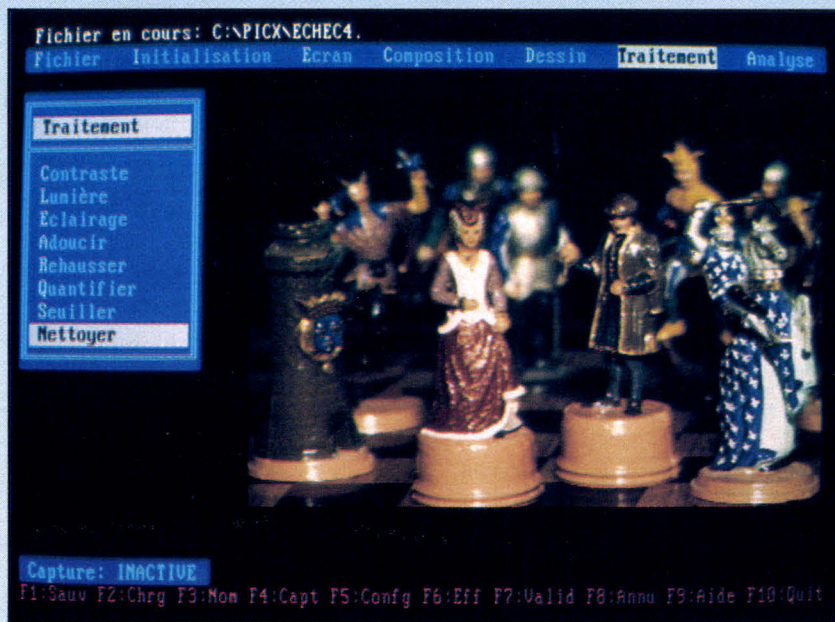 Fichier en cours: C:\PICX\ECHEC4.
Fichier Initialisation Ecran Composition Dessin Traitement Analyse
Traitement
Contraste
Lumière
Eclairage
Adoucir
Rehausser
Quantifier
Seuiller
Nettoyer
Capture: INACTIVE
F1:Sauv F2:Chrg F3:Nom F4:Capt F5:Confg F6:Eff F7:Valid F8:Annu F9:Aide F10:Quit